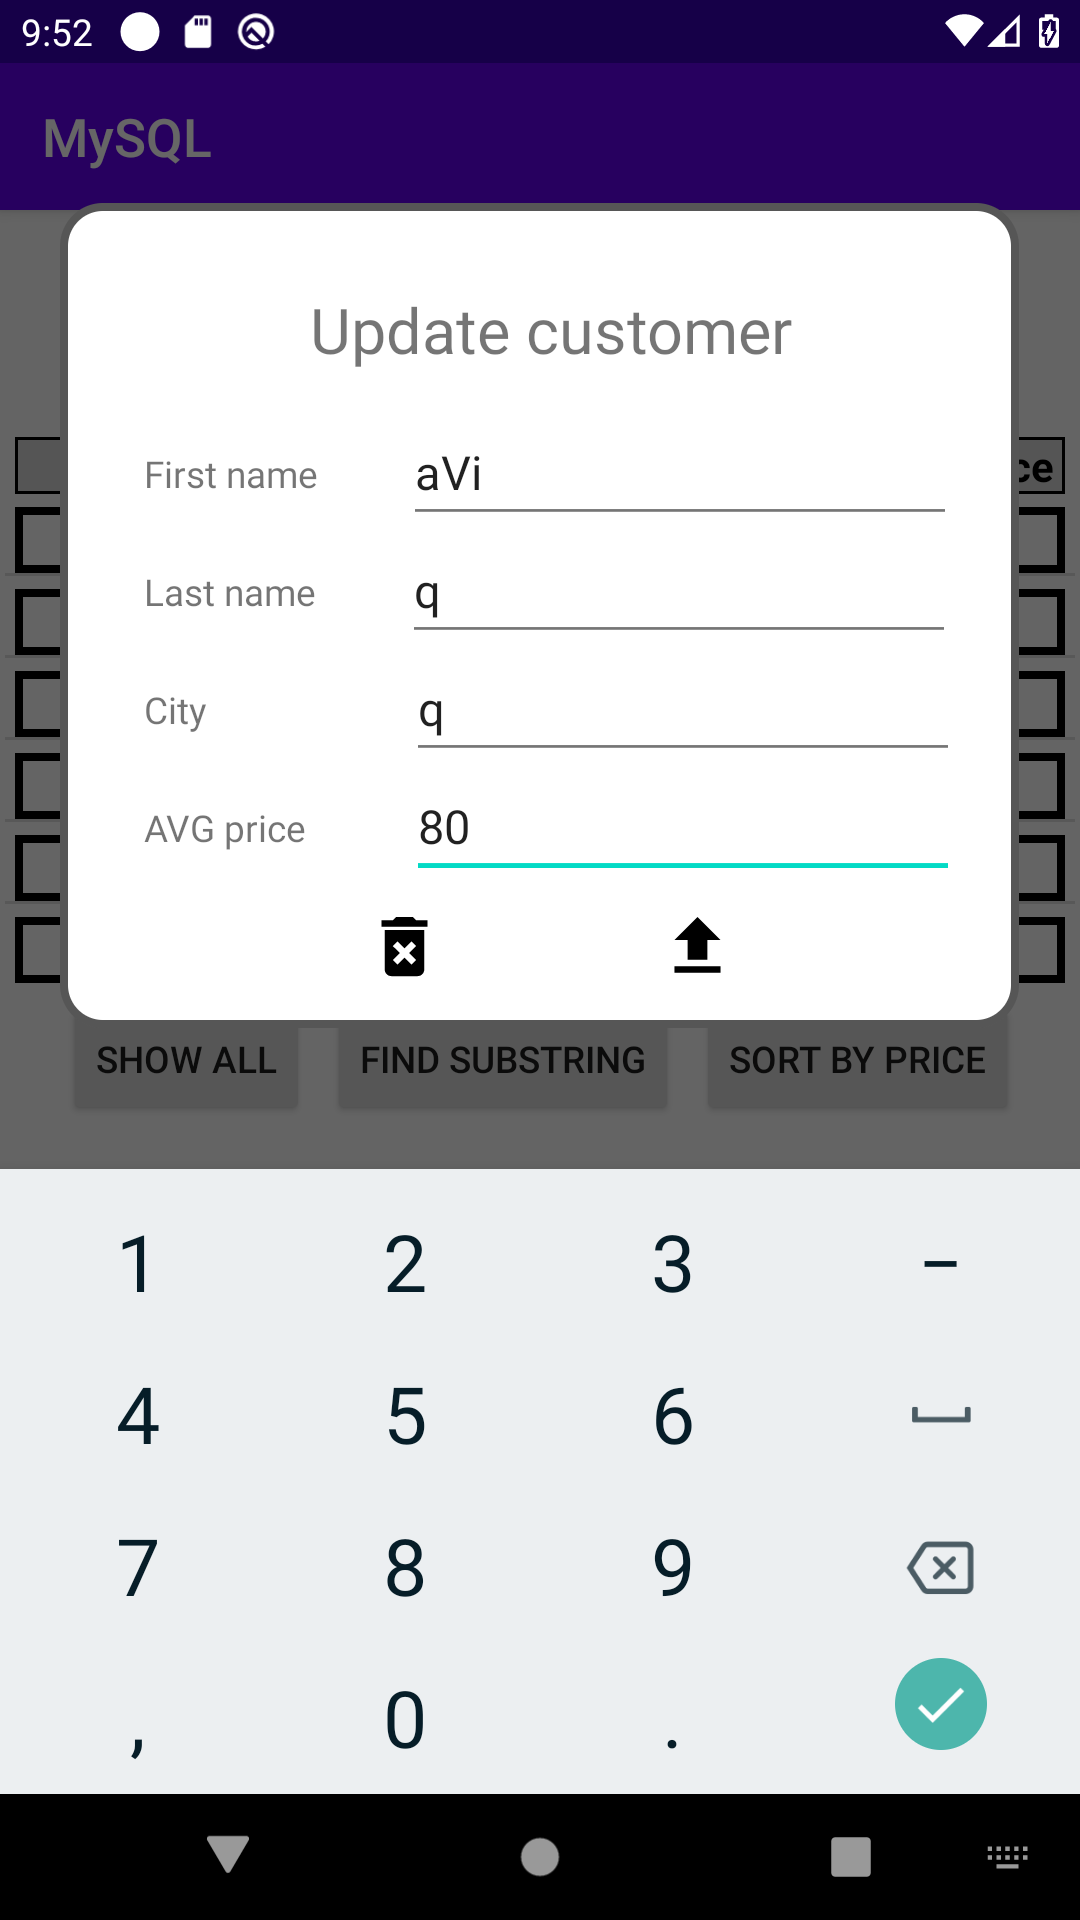 9:52
MySQL
Update customer
First name aVi
Last name q
City q
AVG price 80
ce
SHOW ALL FIND SUBSTRING SORT BY PRICE
1 2 3 –
4 5 6
7 8 9
, 0 .